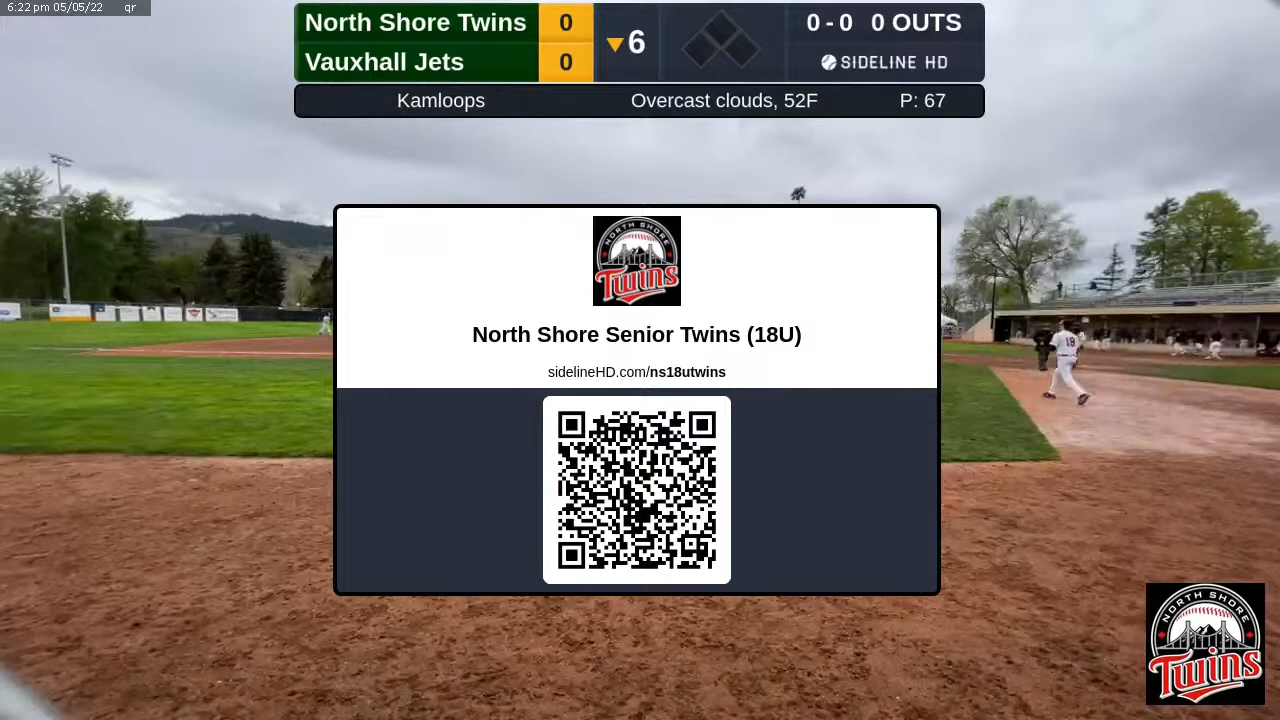 6:22 pm 05/05/22 qr
North Shore Twins 0
Vauxhall Jets 0
6
0 - 0 0 OUTS
SIDELINE HD
Kamloops Overcast clouds, 52F P: 67
NORTH SHORE
Twins
North Shore Senior Twins (18U)
sidelineHD.com/ns18utwins
19
NORTH SHORE
Twins